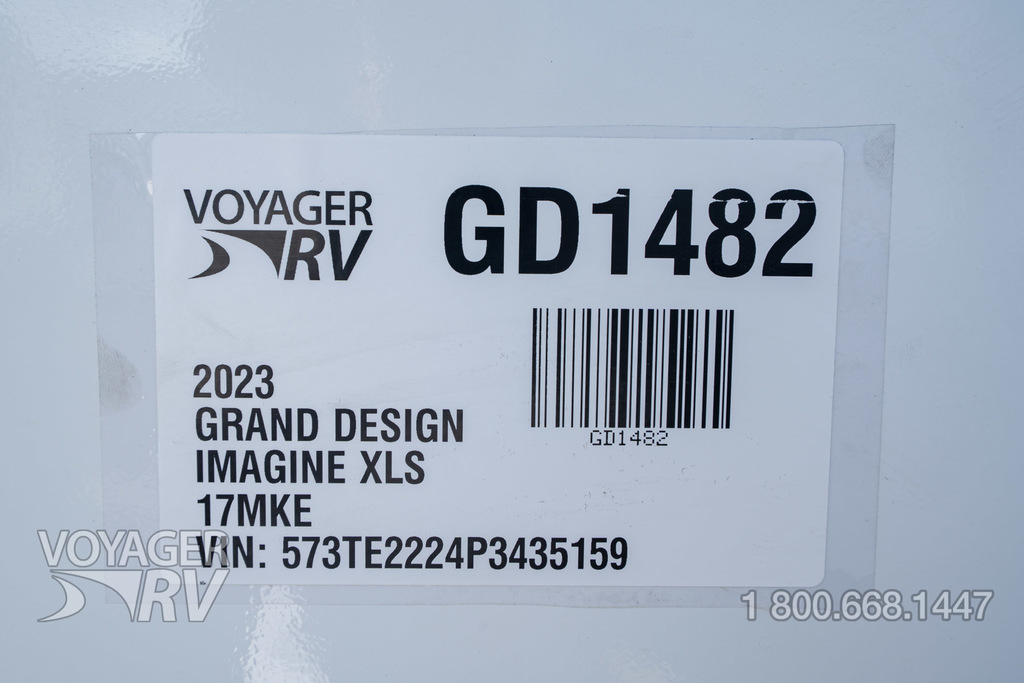 VOYAGER
RV
GD1482
GD1482
2023
GRAND DESIGN
IMAGINE XLS
17MKE
VIN: 573TE2224P3435159
VOYAGER
RV
1 800.668.1447